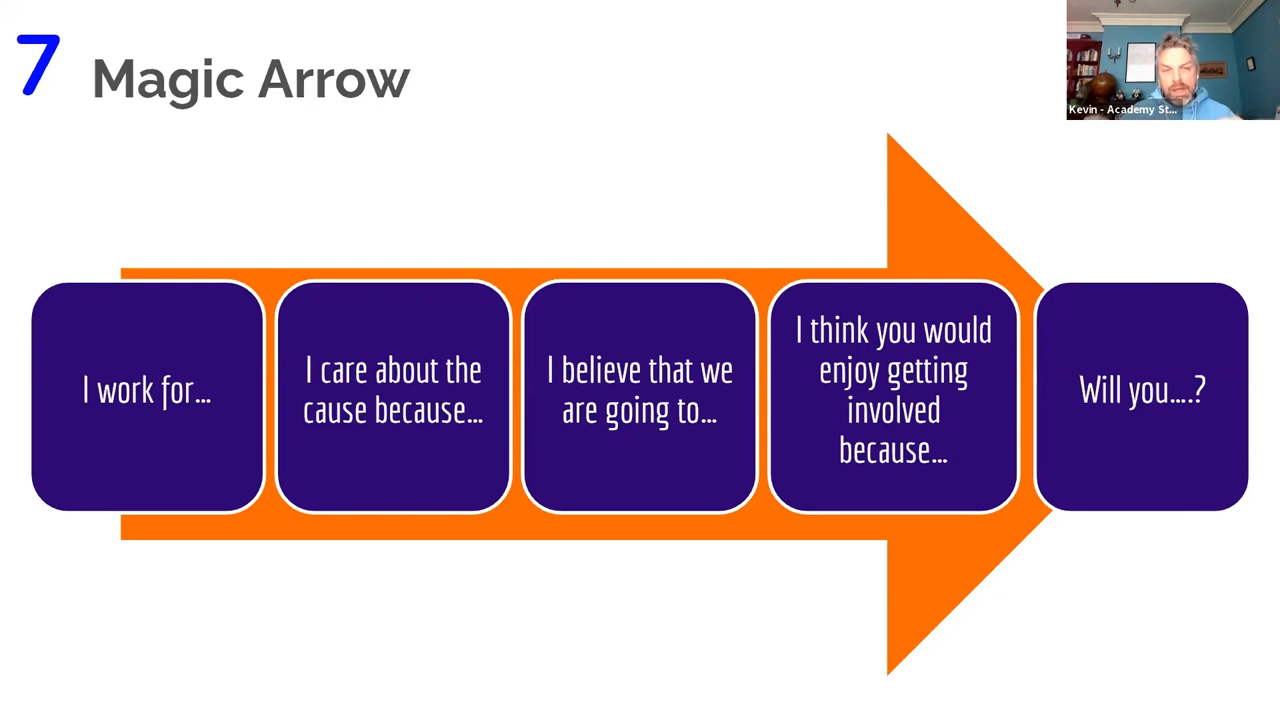 7 Magic Arrow
Kevin - Academy St...
I work for...
I care about the
cause because...
I believe that we
are going to...
I think you would
enjoy getting
involved
because...
Will you....?